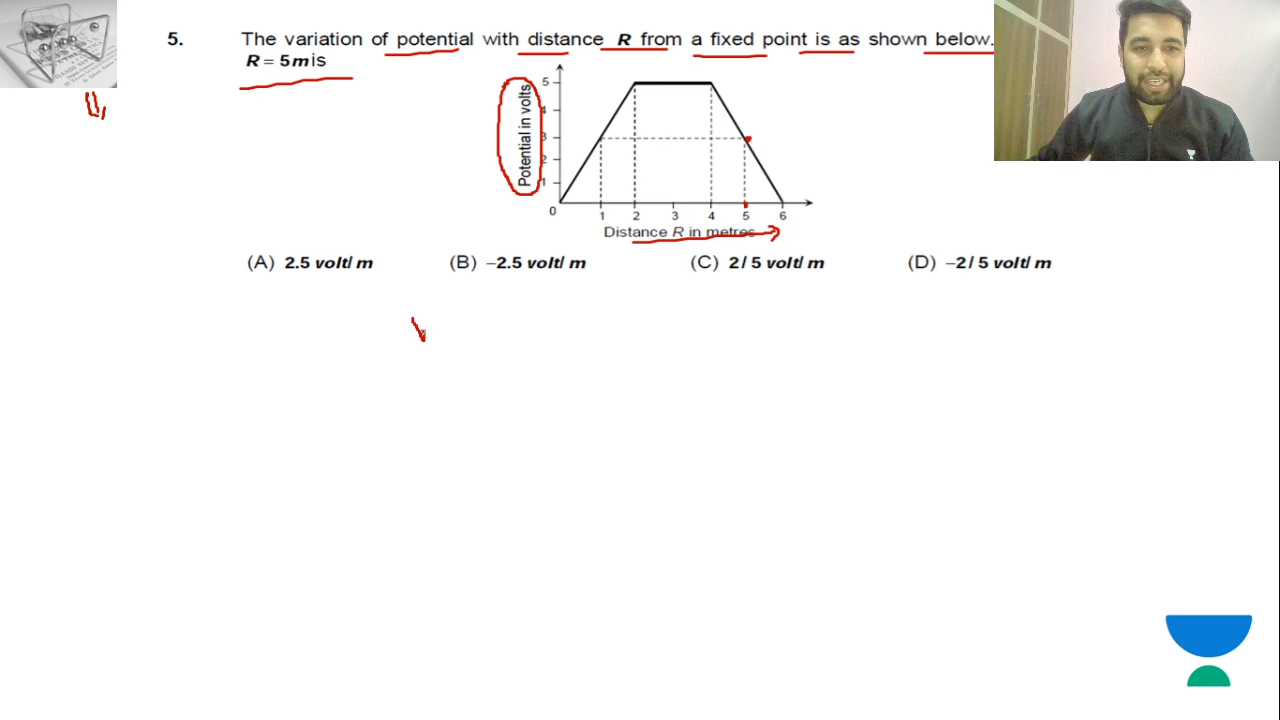 5. The variation of potential with distance R from a fixed point is as shown below.
R = 5m is
Potential in volts
5
4
3
2
1
0
1 2 3 4 5 6
Distance R in metres
(A) 2.5 volt/ m (B) –2.5 volt/ m (C) 2/ 5 volt/ m (D) –2/ 5 volt/ m